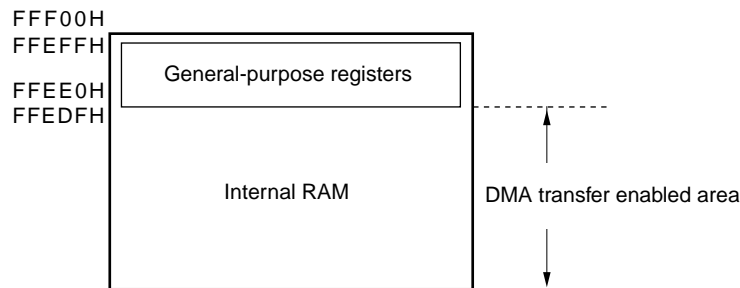 FFF00H
FFEFFH
General-purpose registers
FFEE0H
FFEDFH
Internal RAM
DMA transfer enabled area